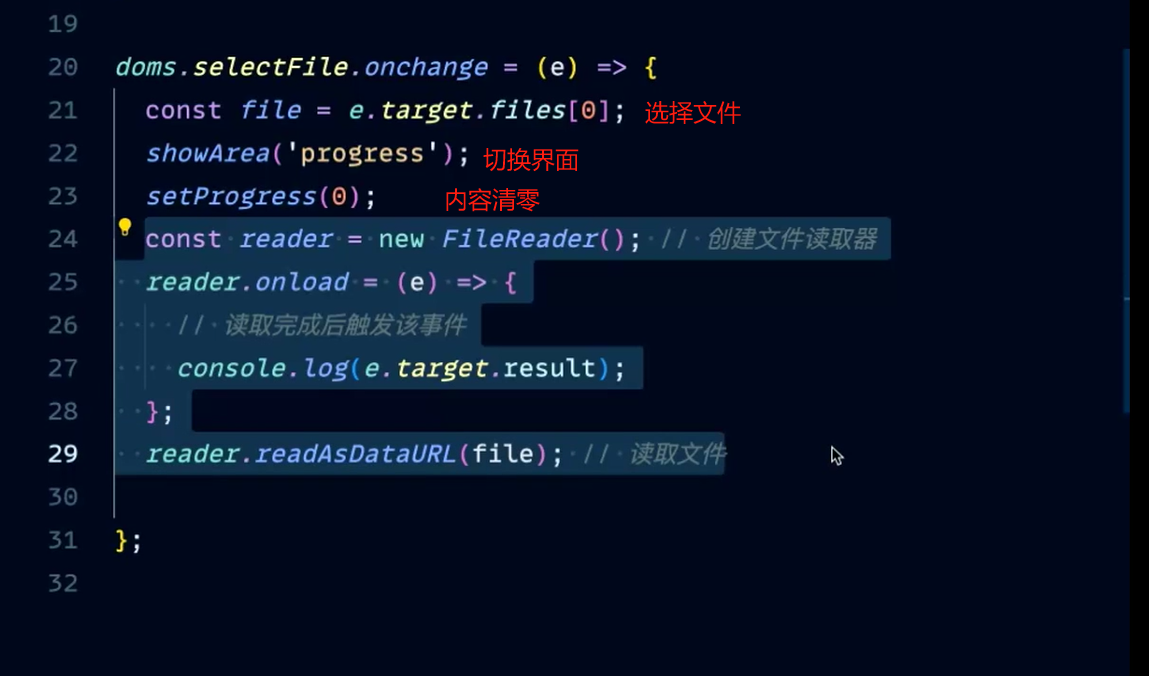 19
20 doms.selectFile.onchange = (e) => {
21 const file = e.target.files[0]; 选择文件
22 showArea('progress'); 切换界面
23 setProgress(0); 内容清零
24 const reader = new FileReader(); // 创建文件读取器
25 reader.onload = (e) => {
26 // 读取完成后触发该事件
27 console.log(e.target.result);
28 };
29 reader.readAsDataURL(file); // 读取文件
30
31 };
32